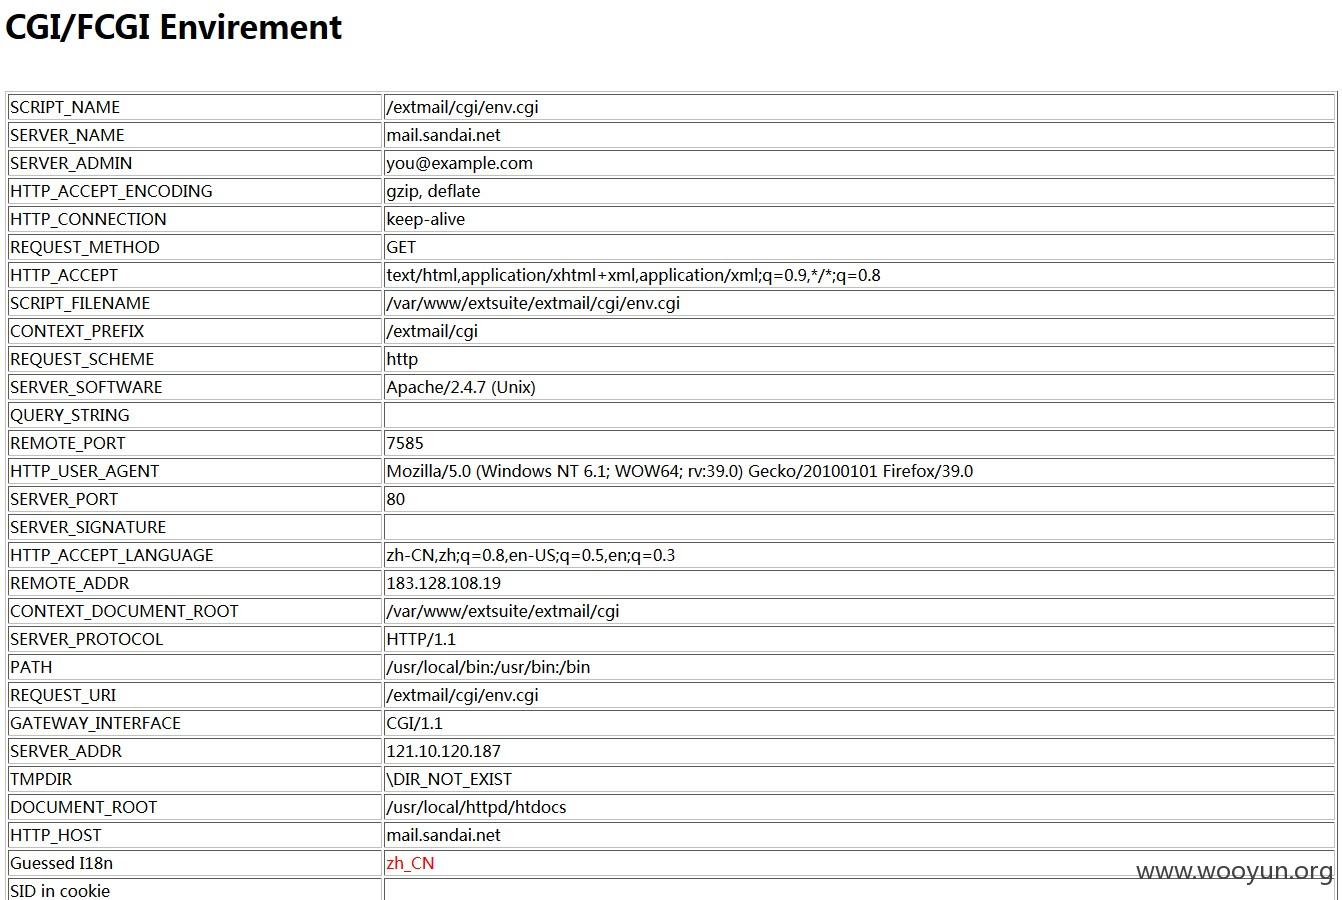 CGI/FCGI Envirement
SCRIPT_NAME /extmail/cgi/env.cgi
SERVER_NAME mail.sandai.net
SERVER_ADMIN you@example.com
HTTP_ACCEPT_ENCODING gzip, deflate
HTTP_CONNECTION keep-alive
REQUEST_METHOD GET
HTTP_ACCEPT text/html,application/xhtml+xml,application/xml;q=0.9,*/*;q=0.8
SCRIPT_FILENAME /var/www/extsuite/extmail/cgi/env.cgi
CONTEXT_PREFIX /extmail/cgi
REQUEST_SCHEME http
SERVER_SOFTWARE Apache/2.4.7 (Unix)
QUERY_STRING
REMOTE_PORT 7585
HTTP_USER_AGENT Mozilla/5.0 (Windows NT 6.1; WOW64; rv:39.0) Gecko/20100101 Firefox/39.0
SERVER_PORT 80
SERVER_SIGNATURE
HTTP_ACCEPT_LANGUAGE zh-CN,zh;q=0.8,en-US;q=0.5,en;q=0.3
REMOTE_ADDR 183.128.108.19
CONTEXT_DOCUMENT_ROOT /var/www/extsuite/extmail/cgi
SERVER_PROTOCOL HTTP/1.1
PATH /usr/local/bin:/usr/bin:/bin
REQUEST_URI /extmail/cgi/env.cgi
GATEWAY_INTERFACE CGI/1.1
SERVER_ADDR 121.10.120.187
TMPDIR \DIR_NOT_EXIST
DOCUMENT_ROOT /usr/local/httpd/htdocs
HTTP_HOST mail.sandai.net
Guessed I18n zh_CN
www.wooyun.org
SID in cookie